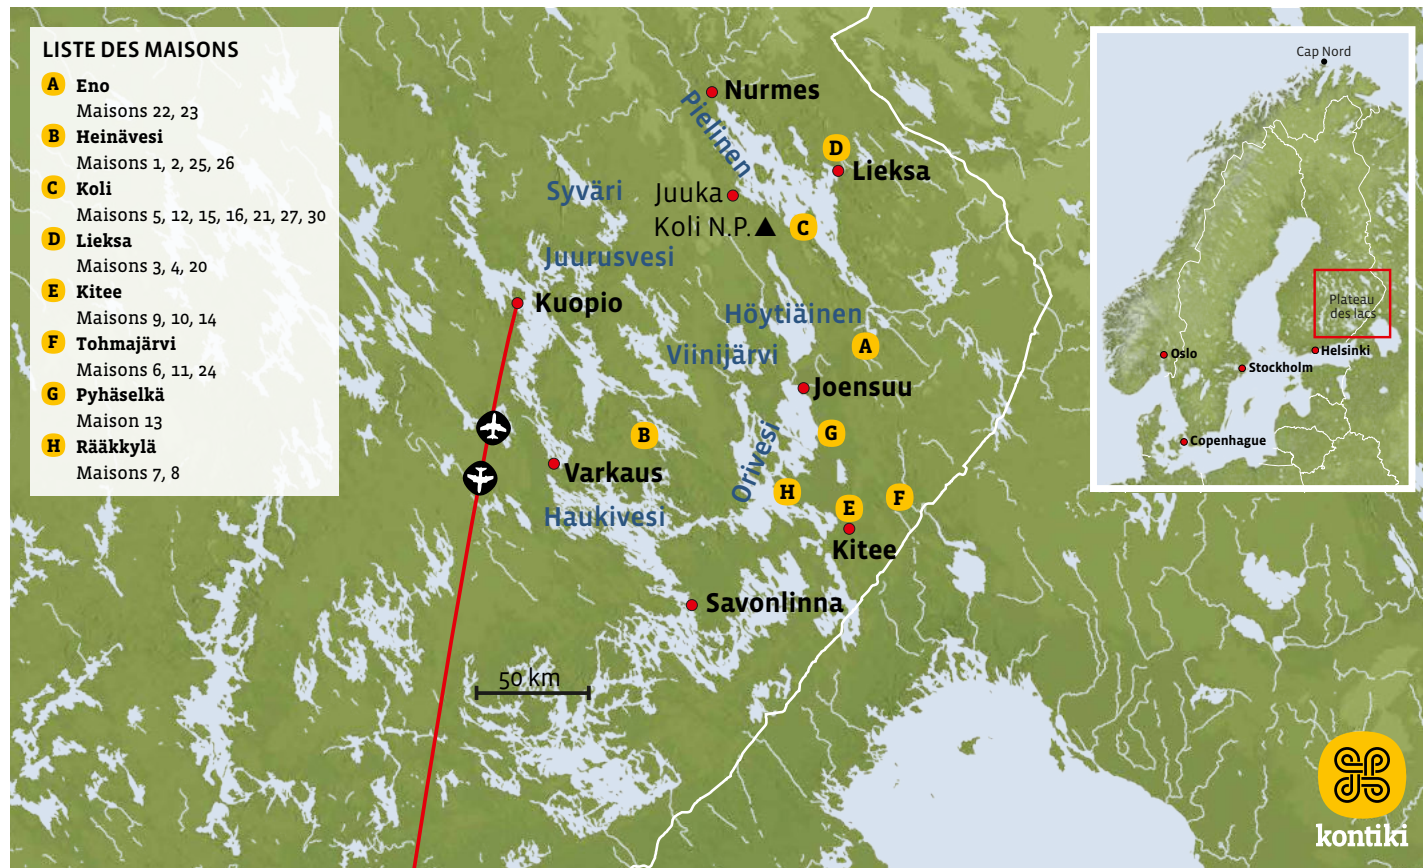 LISTE DES MAISONS
A Eno
Maisons 22, 23
B Heinävesi
Maisons 1, 2, 25, 26
C Koli
Maisons 5, 12, 15, 16, 21, 27, 30
D Lieksa
Maisons 3, 4, 20
E Kitee
Maisons 9, 10, 14
F Tohmajärvi
Maisons 6, 11, 24
G Pyhäselkä
Maison 13
H Rääkkylä
Maisons 7, 8
Nurmes
Pielinen
D
Lieksa
Syväri
Juuka
Koli N.P.
C
Juurusvesi
Kuopio
Höytiäinen
Viinijärvi
A
Joensuu
B
G
Orivesi
Varkaus
H
F
E
Haukivesi
Kitee
Savonlinna
50 km
Cap Nord
Plateau
des lacs
Oslo
Helsinki
Stockholm
Copenhague
kontiki